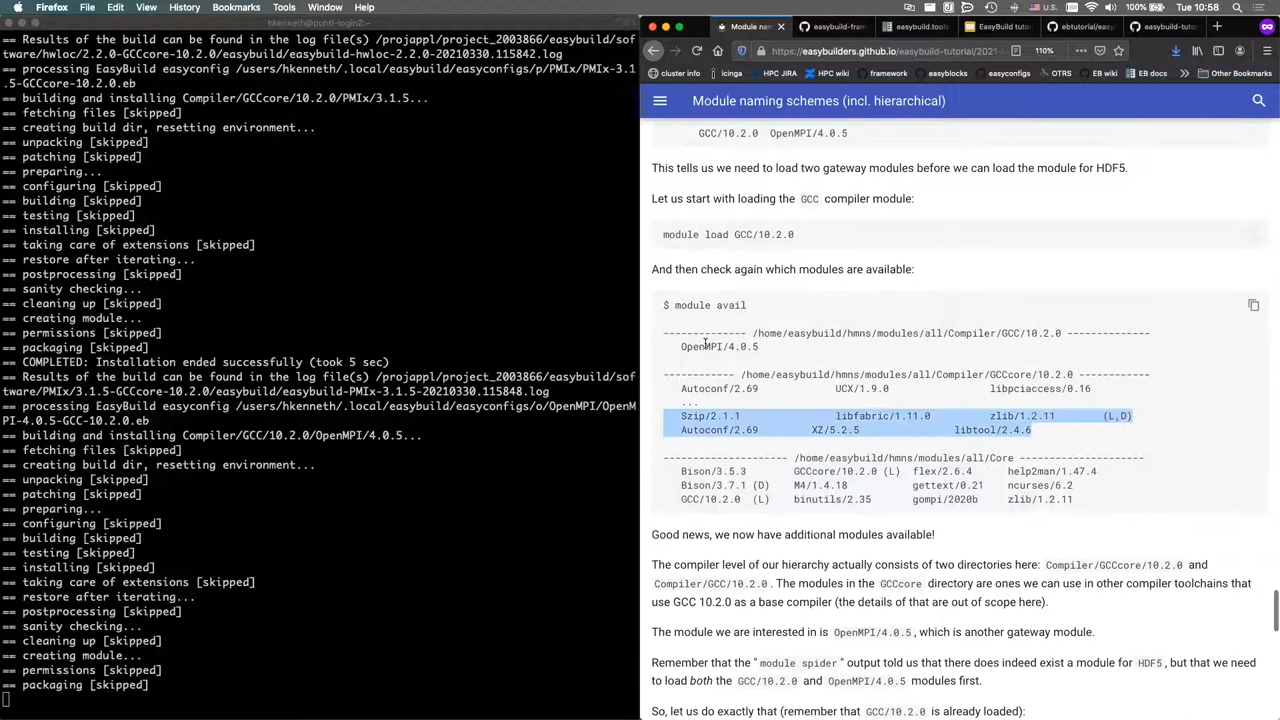 Firefox File Edit View History Bookmarks Tools Window Help
U.S. 100% Tue 10:58
hkenneth@puhti-login2:~
== Results of the build can be found in the log file(s) /projappl/project_2003866/easybuild/sof
tware/hwloc/2.2.0-GCCcore-10.2.0/easybuild/easybuild-hwloc-2.2.0-20210330.115842.log
== processing EasyBuild easyconfig /users/hkenneth/.local/easybuild/easyconfigs/p/PMIx/PMIx-3.1
.5-GCCcore-10.2.0.eb
== building and installing Compiler/GCCcore/10.2.0/PMIx/3.1.5...
== fetching files [skipped]
== creating build dir, resetting environment...
== unpacking [skipped]
== patching [skipped]
== preparing...
== configuring [skipped]
== building [skipped]
== testing [skipped]
== installing [skipped]
== taking care of extensions [skipped]
== restore after iterating...
== postprocessing [skipped]
== sanity checking...
== cleaning up [skipped]
== creating module...
== permissions [skipped]
== packaging [skipped]
== COMPLETED: Installation ended successfully (took 5 sec)
== Results of the build can be found in the log file(s) /projappl/project_2003866/easybuild/sof
tware/PMIx/3.1.5-GCCcore-10.2.0/easybuild/easybuild-PMIx-3.1.5-20210330.115848.log
== processing EasyBuild easyconfig /users/hkenneth/.local/easybuild/easyconfigs/o/OpenMPI/OpenM
PI-4.0.5-GCC-10.2.0.eb
== building and installing Compiler/GCC/10.2.0/OpenMPI/4.0.5...
== fetching files [skipped]
== creating build dir, resetting environment...
== unpacking [skipped]
== patching [skipped]
== preparing...
== configuring [skipped]
== building [skipped]
== testing [skipped]
== installing [skipped]
== taking care of extensions [skipped]
== restore after iterating...
== postprocessing [skipped]
== sanity checking...
== cleaning up [skipped]
== creating module...
== permissions [skipped]
== packaging [skipped]
Module naming easybuild-fram easybuild.tools EasyBuild tuto ebtutorial/easy easybuild-tuto
https://easybuilders.github.io/easybuild-tutorial/2021- 110%
cluster info icinga HPC JIRA HPC wiki framework easyblocks easyconfigs OTRS EB wiki EB docs Other Bookmarks
Module naming schemes (incl. hierarchical)
GCC/10.2.0 OpenMPI/4.0.5
This tells us we need to load two gateway modules before we can load the module for HDF5.
Let us start with loading the GCC compiler module:
module load GCC/10.2.0
And then check again which modules are available:
$ module avail
------------- /home/easybuild/hmns/modules/all/Compiler/GCC/10.2.0 -------------
OpenMPI/4.0.5
----------- /home/easybuild/hmns/modules/all/Compiler/GCCcore/10.2.0 -----------
Autoconf/2.69 UCX/1.9.0 libpciaccess/0.16
...
Szip/2.1.1 libfabric/1.11.0 zlib/1.2.11 (L,D)
Autoconf/2.69 XZ/5.2.5 libtool/2.4.6
-------------------- /home/easybuild/hmns/modules/all/Core --------------------
Bison/3.5.3 GCCcore/10.2.0 (L) flex/2.6.4 help2man/1.47.4
Bison/3.7.1 (D) M4/1.4.18 gettext/0.21 ncurses/6.2
GCC/10.2.0 (L) binutils/2.35 gompi/2020b zlib/1.2.11
Good news, we now have additional modules available!
The compiler level of our hierarchy actually consists of two directories here: Compiler/GCCcore/10.2.0 and
Compiler/GCC/10.2.0. The modules in the GCCcore directory are ones we can use in other compiler toolchains that
use GCC 10.2.0 as a base compiler (the details of that are out of scope here).
The module we are interested in is OpenMPI/4.0.5, which is another gateway module.
Remember that the "module spider" output told us that there does indeed exist a module for HDF5, but that we need
to load both the GCC/10.2.0 and OpenMPI/4.0.5 modules first.
So, let us do exactly that (remember that GCC/10.2.0 is already loaded):